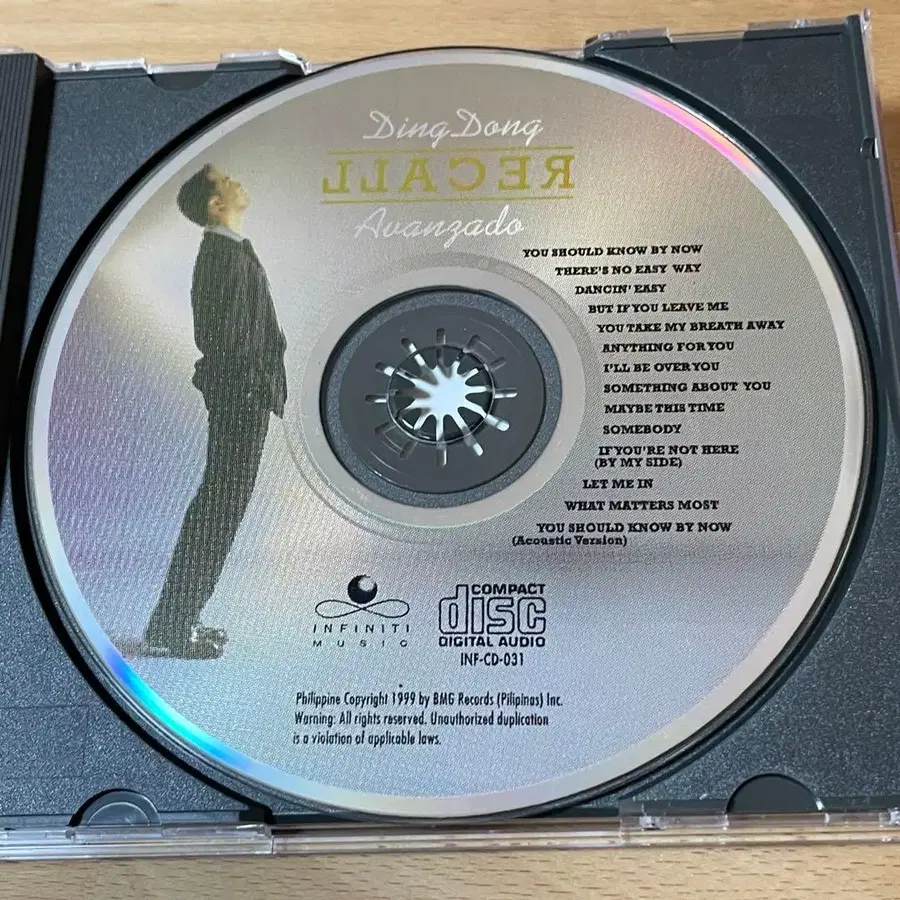 Ding Dong
RECALL
Avanzado
YOU SHOULD KNOW BY NOW
THERE'S NO EASY WAY
DANCIN' EASY
BUT IF YOU LEAVE ME
YOU TAKE MY BREATH AWAY
ANYTHING FOR YOU
I'LL BE OVER YOU
SOMETHING ABOUT YOU
MAYBE THIS TIME
SOMEBODY
IF YOU'RE NOT HERE
(BY MY SIDE)
LET ME IN
WHAT MATTERS MOST
YOU SHOULD KNOW BY NOW
(Acoustic Version)
INFINITI
MUSIC
COMPACT
disc
DIGITAL AUDIO
INF-CD-031
Philippine Copyright 1999 by BMG Records (Pilipinas) Inc.
Warning: All rights reserved. Unauthorized duplication
is a violation of applicable laws.